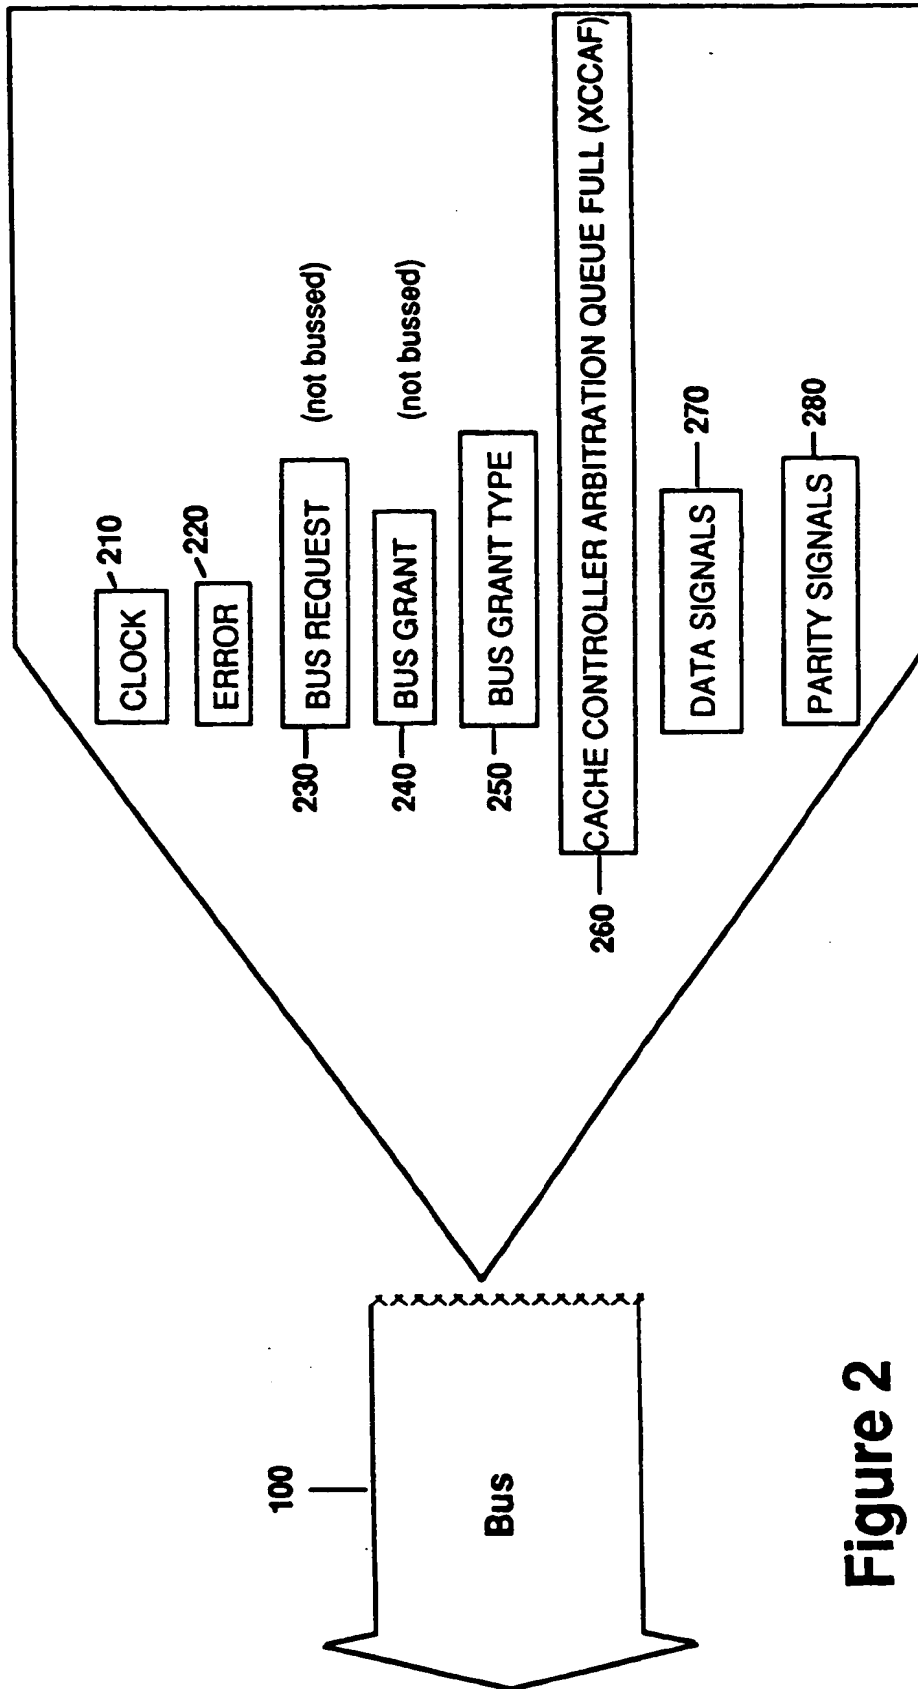 CLOCK 210
ERROR 220
230 BUS REQUEST (not bussed)
240 BUS GRANT (not bussed)
250 BUS GRANT TYPE
260 CACHE CONTROLLER ARBITRATION QUEUE FULL (XCCAF)
DATA SIGNALS 270
PARITY SIGNALS 280
100
Bus
Figure 2